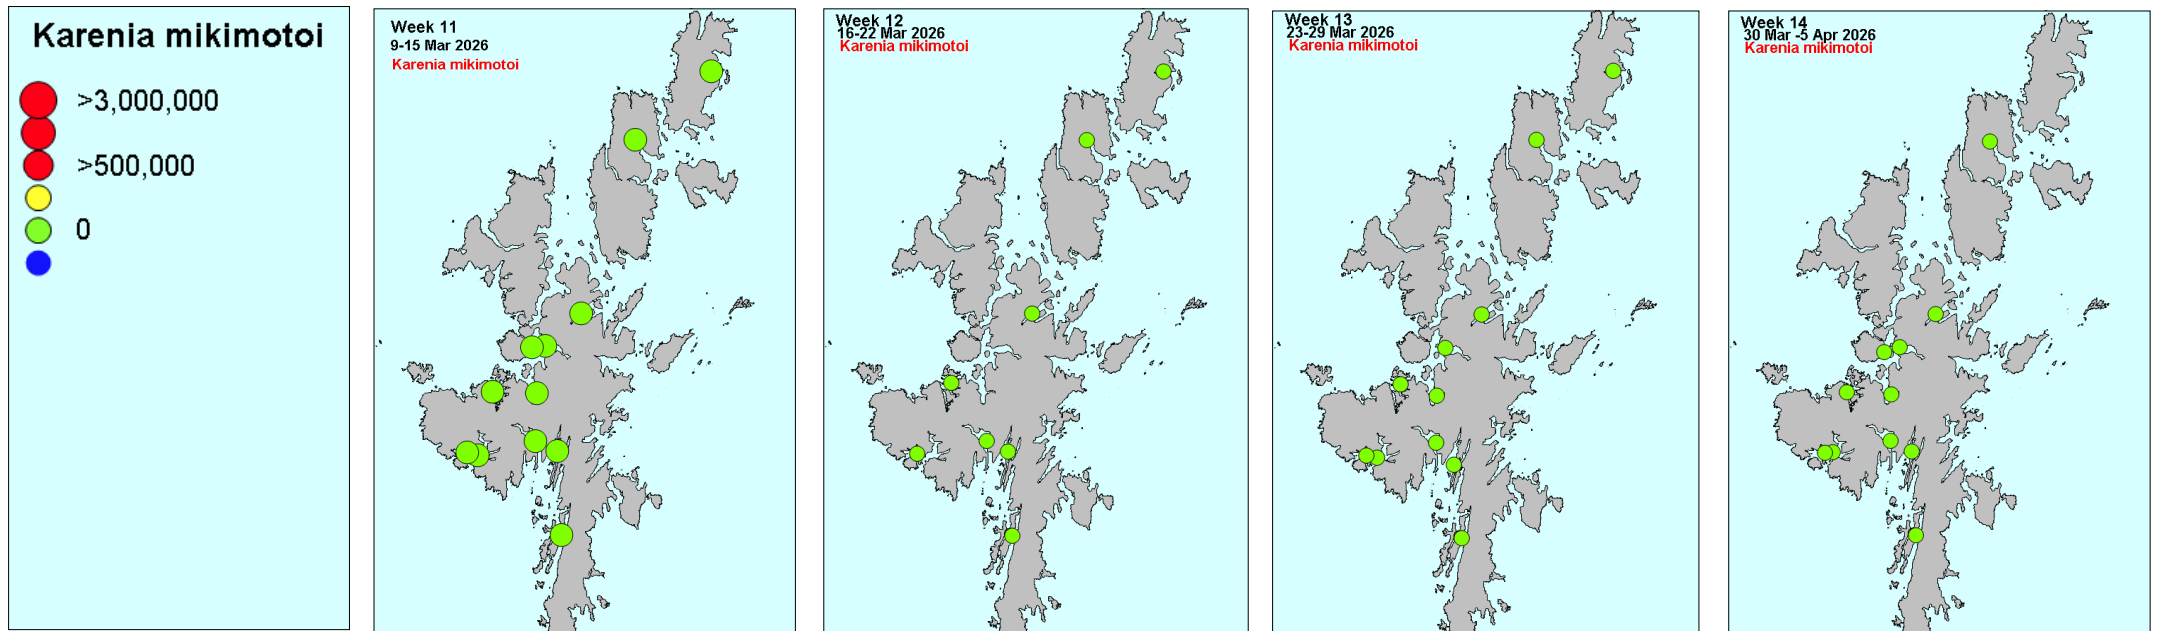 Karenia mikimotoi
>3,000,000
>500,000
0
Week 11
9-15 Mar 2026
Karenia mikimotoi
Week 12
16-22 Mar 2026
Karenia mikimotoi
Week 13
23-29 Mar 2026
Karenia mikimotoi
Week 14
30 Mar -5 Apr 2026
Karenia mikimotoi